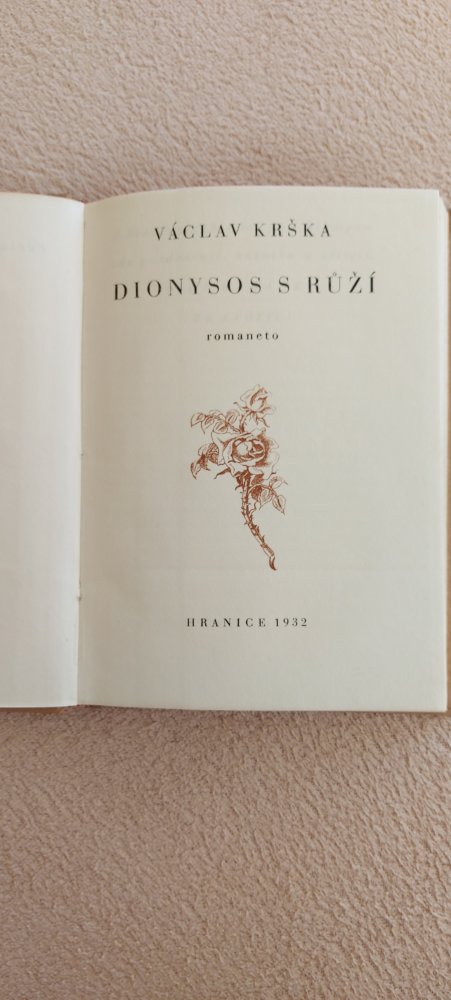 VÁCLAV KRŠKA
DIONYSOS S RŮŽÍ
romaneto
HRANICE 1932